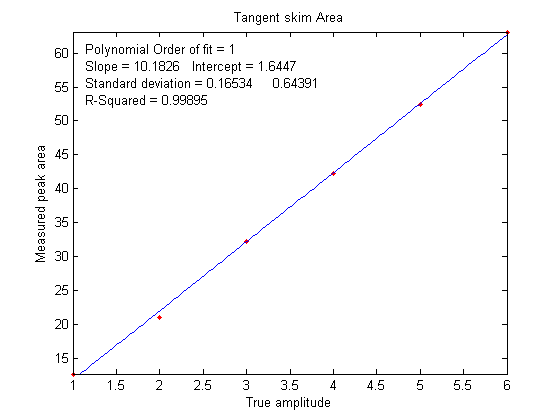 Tangent skim Area
Polynomial Order of fit = 1
Slope = 10.1826 Intercept = 1.6447
Standard deviation = 0.16534 0.64391
R-Squared = 0.99895
Measured peak area
60
55
50
45
40
35
30
25
20
15
1 1.5 2 2.5 3 3.5 4 4.5 5 5.5 6
True amplitude